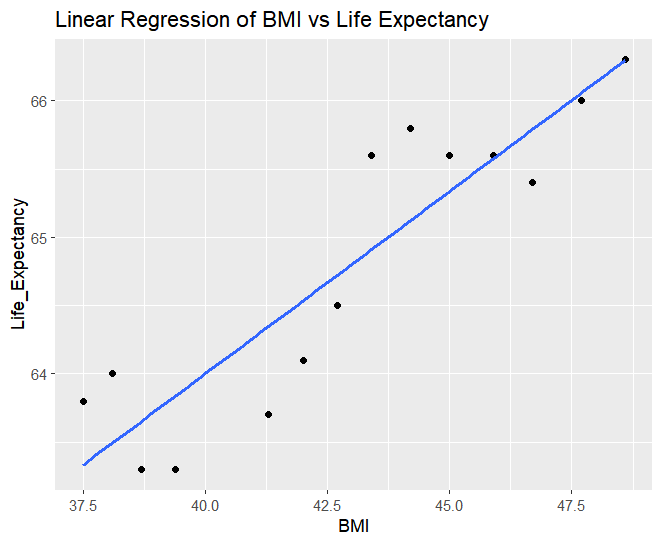 Linear Regression of BMI vs Life Expectancy
Life_Expectancy
66
65
64
37.5 40.0 42.5 45.0 47.5
BMI